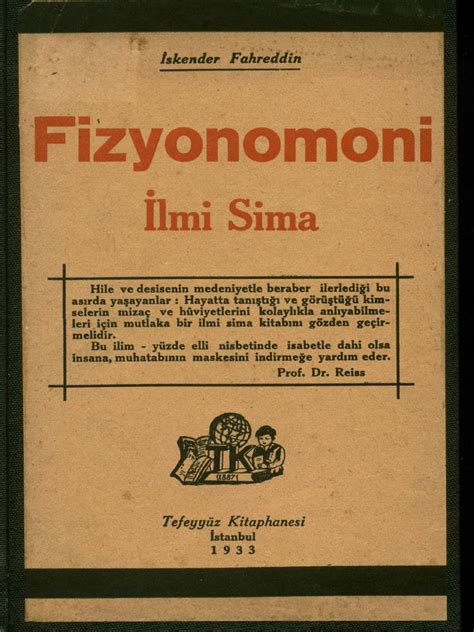 İskender Fahreddin
Fizyonomoni
İlmi Sima
Hile ve desisenin medeniyetle beraber ilerlediği bu
asırda yaşayanlar : Hayatta tanıştığı ve görüştüğü kim-
selerin mizaç ve hüviyetlerini kolaylıkla anlıyabilme-
leri için mutlaka bir ilmi sima kitabını gözden geçir-
melidir.
Bu ilim - yüzde elli nisbetinde isabetle dahi olsa
insana, muhatabının maskesini indirmeğe yardım eder.
Prof. Dr. Reiss
TK
(1887)
Tefeyyüz Kitaphanesi
İstanbul
1933